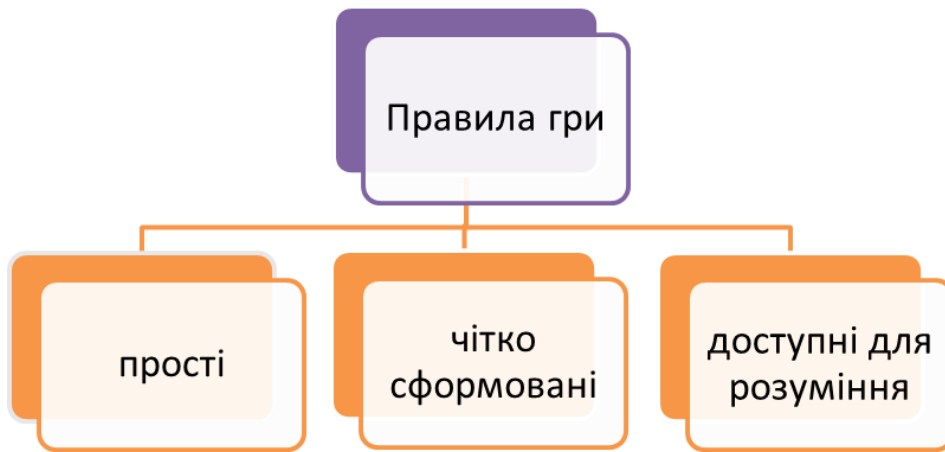 Правила гри
прості
чітко
сформовані
доступні для
розуміння